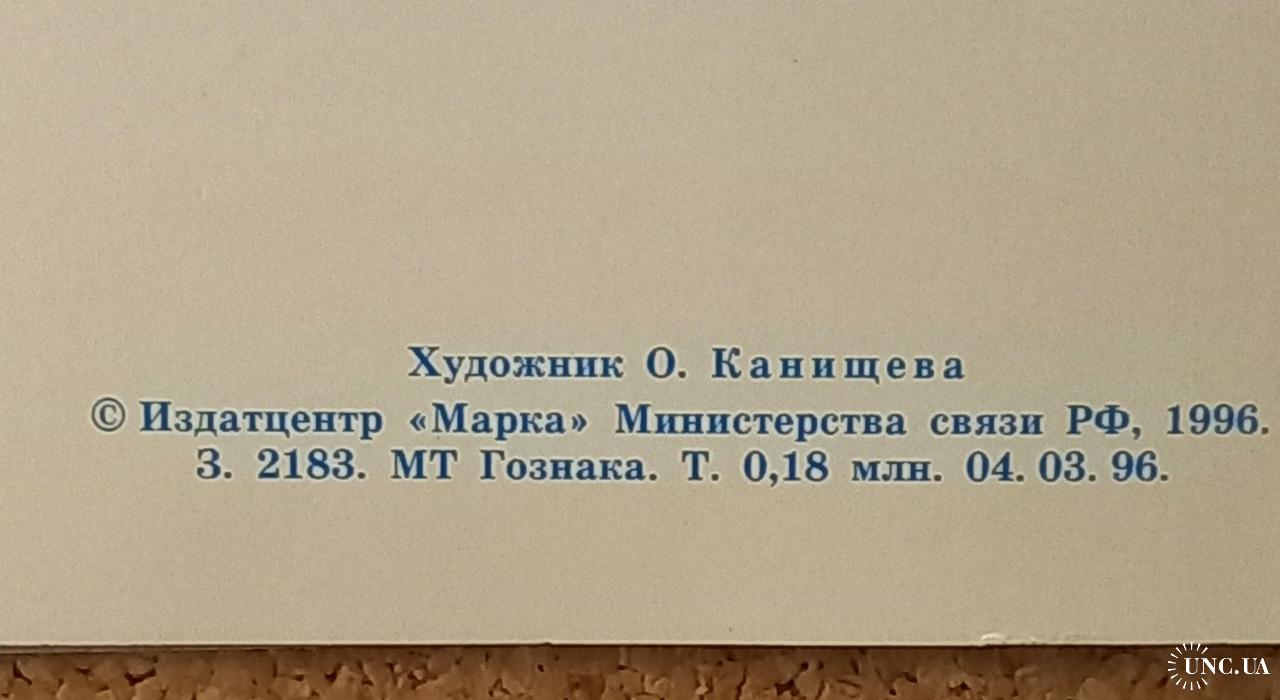 Художник О. Канищева
© Издатцентр «Марка» Министерства связи РФ, 1996.
З. 2183. МТ Гознака. Т. 0,18 млн. 04. 03. 96.
UNC.UA